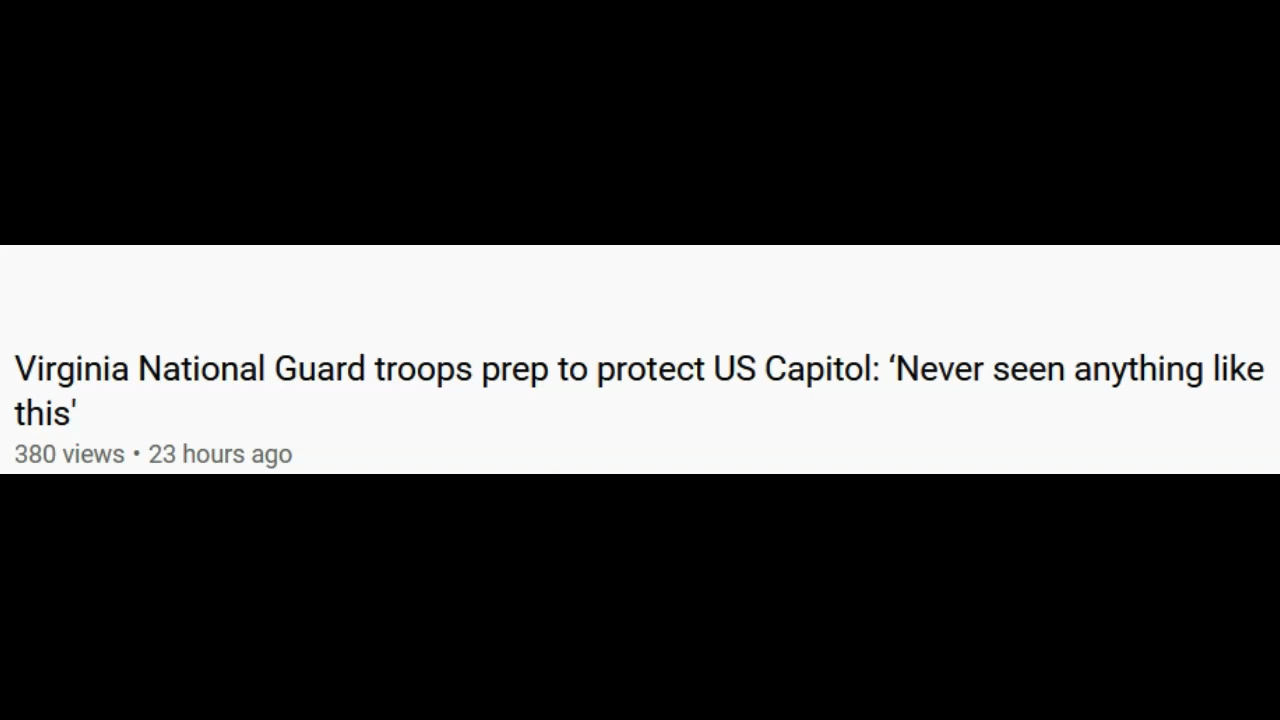 Virginia National Guard troops prep to protect US Capitol: ‘Never seen anything like
this'
380 views • 23 hours ago